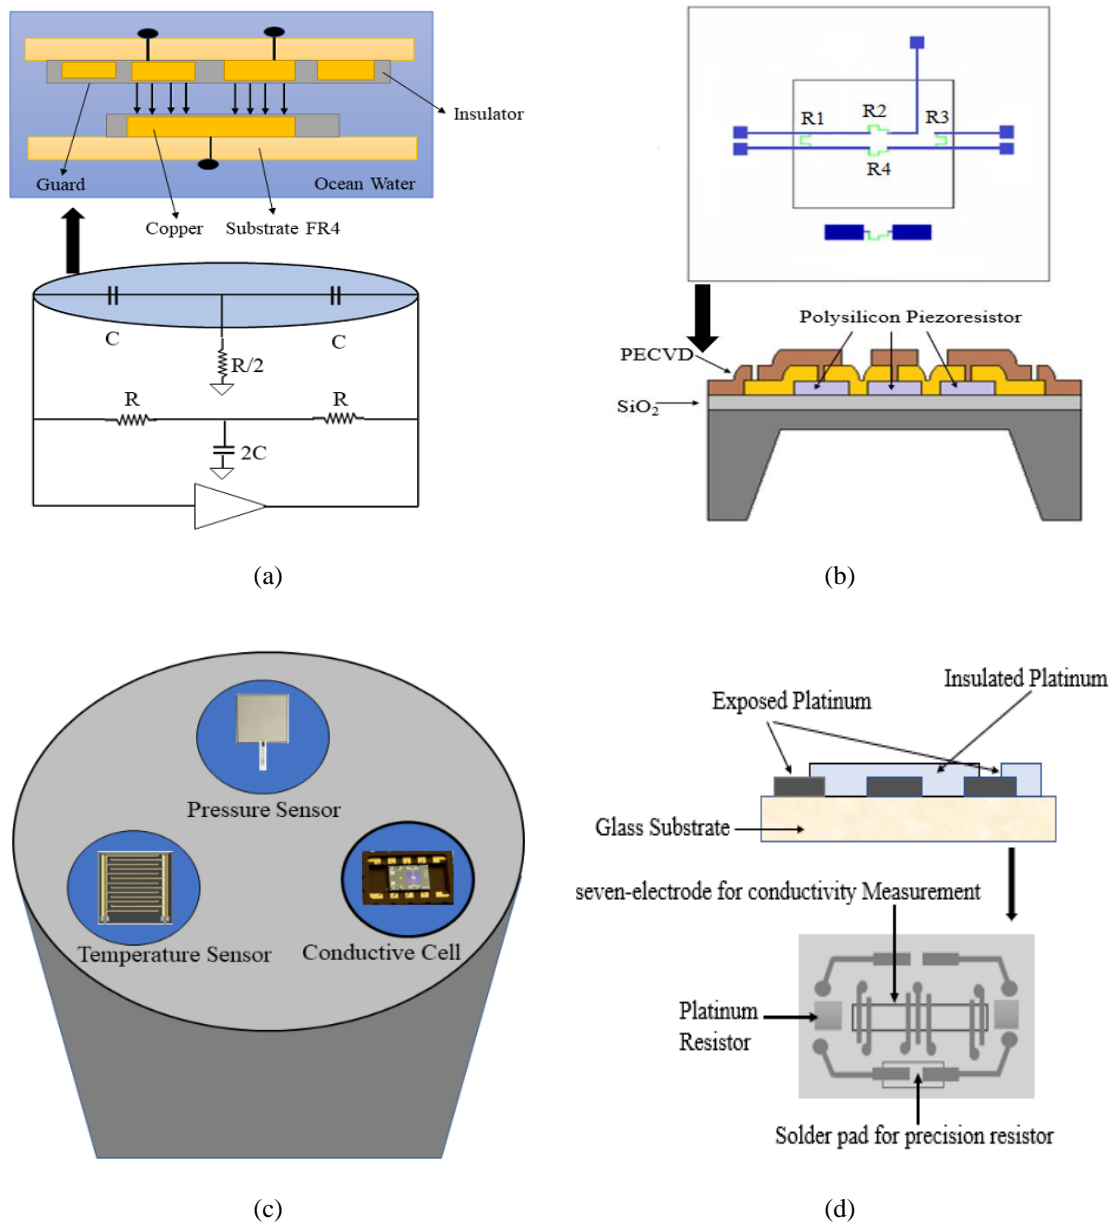 Insulator
Guard
Ocean Water
Copper
Substrate FR4
C
C
R/2
R
R
2C
(a)
R1
R2
R3
R4
Polysilicon Piezoresistor
PECVD
SiO₂
(b)
Pressure Sensor
Temperature Sensor
Conductive Cell
(c)
Insulated Platinum
Exposed Platinum
Glass Substrate
seven-electrode for conductivity Measurement
Platinum
Resistor
Solder pad for precision resistor
(d)